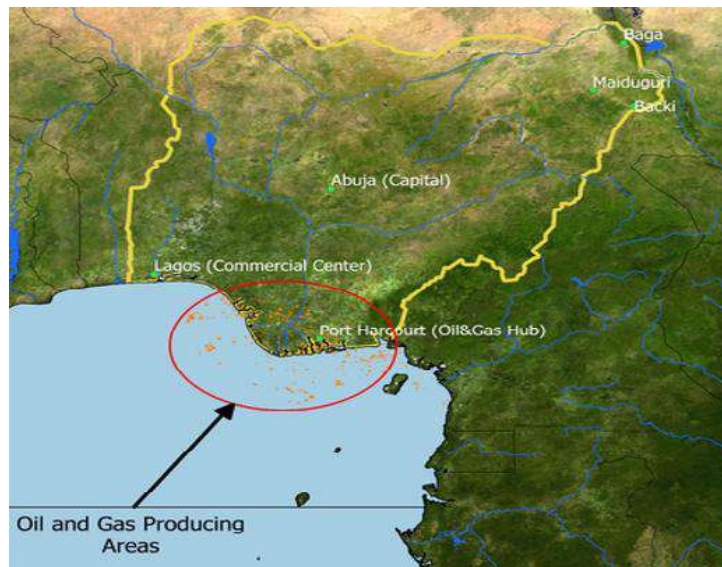 Baga
Maiduguri
Backi
Abuja (Capital)
Lagos (Commercial Center)
Port Harcourt (Oil&Gas Hub)
Oil and Gas Producing
Areas